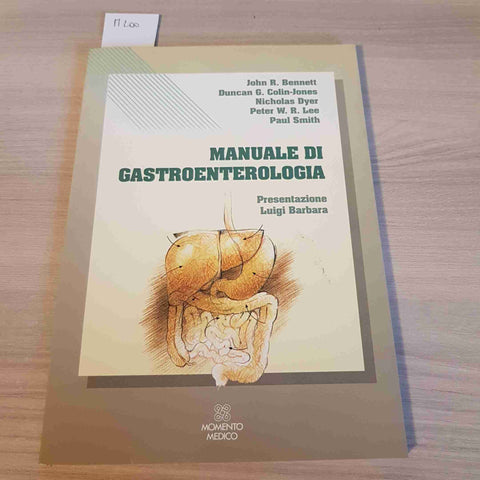 M 200
John R. Bennett
Duncan G. Colin-Jones
Nicholas Dyer
Peter W. R. Lee
Paul Smith
MANUALE DI
GASTROENTEROLOGIA
Presentazione
Luigi Barbara
MOMENTO
MEDICO